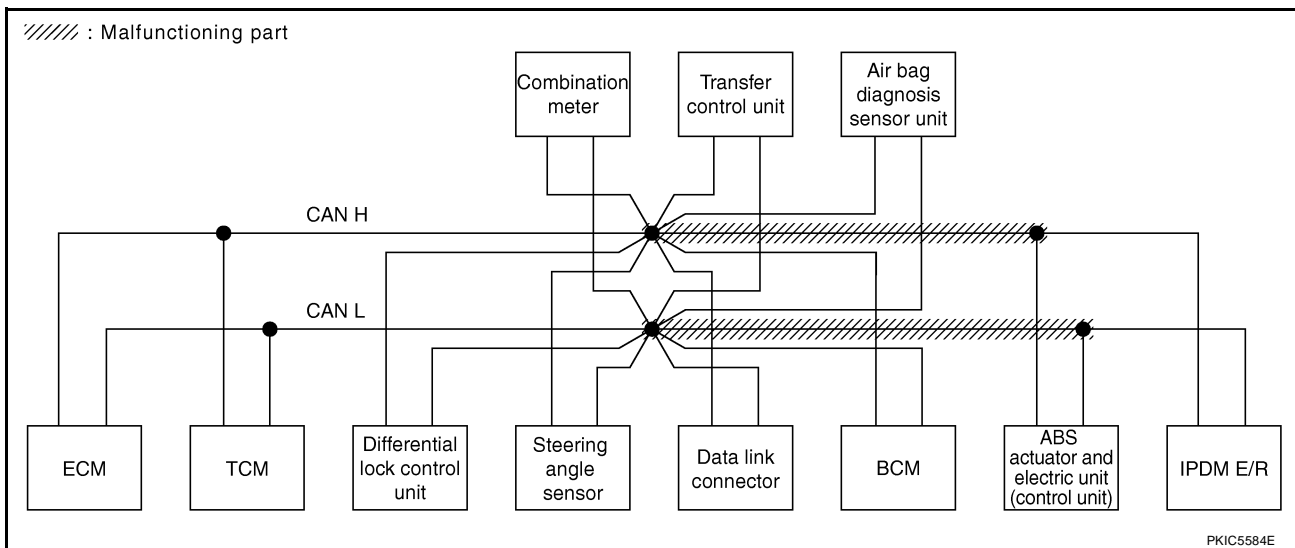 : Malfunctioning part
Combination
meter
Transfer
control unit
Air bag
diagnosis
sensor unit
CAN H
CAN L
ECM
TCM
Differential
lock control
unit
Steering
angle
sensor
Data link
connector
BCM
ABS
actuator and
electric unit
(control unit)
IPDM E/R
PKIC5584E